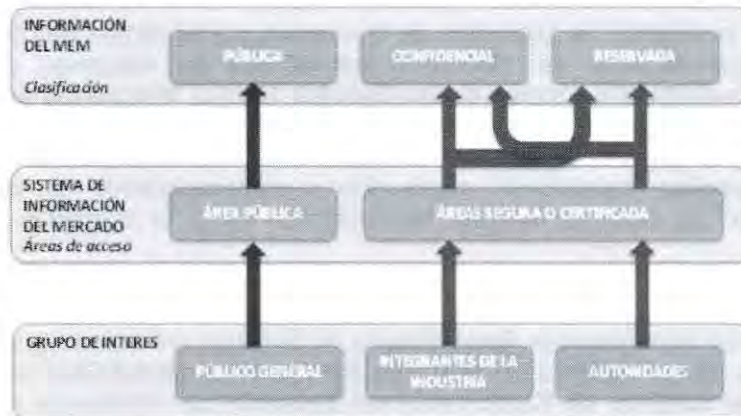 INFORMACIÓN
DEL MEM
Clasificación
PÚBLICA
CONFIDENCIAL
RESERVADA
SISTEMA DE
INFORMACIÓN
DEL MERCADO
Áreas de acceso
ÁREA PÚBLICA
ÁREAS SEGURA O CERTIFICADA
GRUPO DE INTERES
PÚBLICO GENERAL
INTEGRANTES DE LA
INDUSTRIA
AUTORIDADES